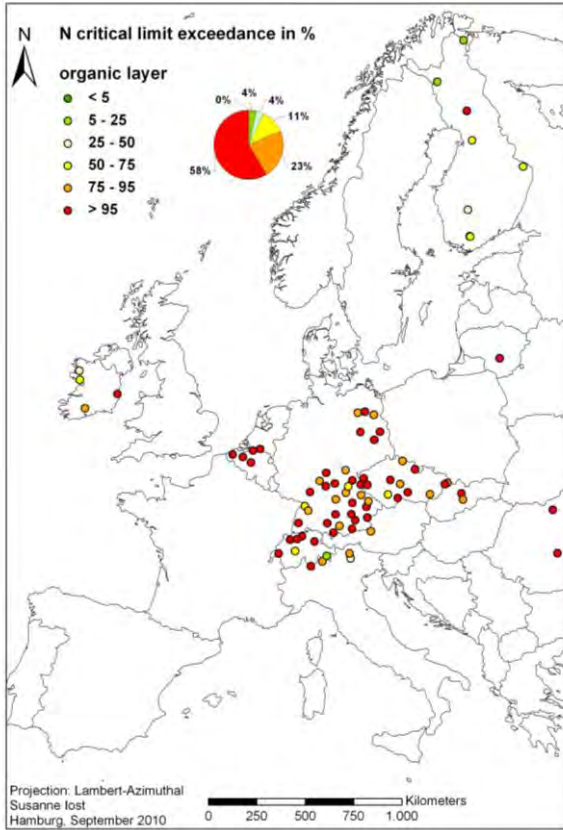 N
N critical limit exceedance in %
organic layer
< 5
5 - 25
25 - 50
50 - 75
75 - 95
> 95
0%
4%
4%
11%
23%
58%
Projection: Lambert-Azimuthal
Susanne Iost
Hamburg, September 2010
Kilometers
0 250 500 750 1.000